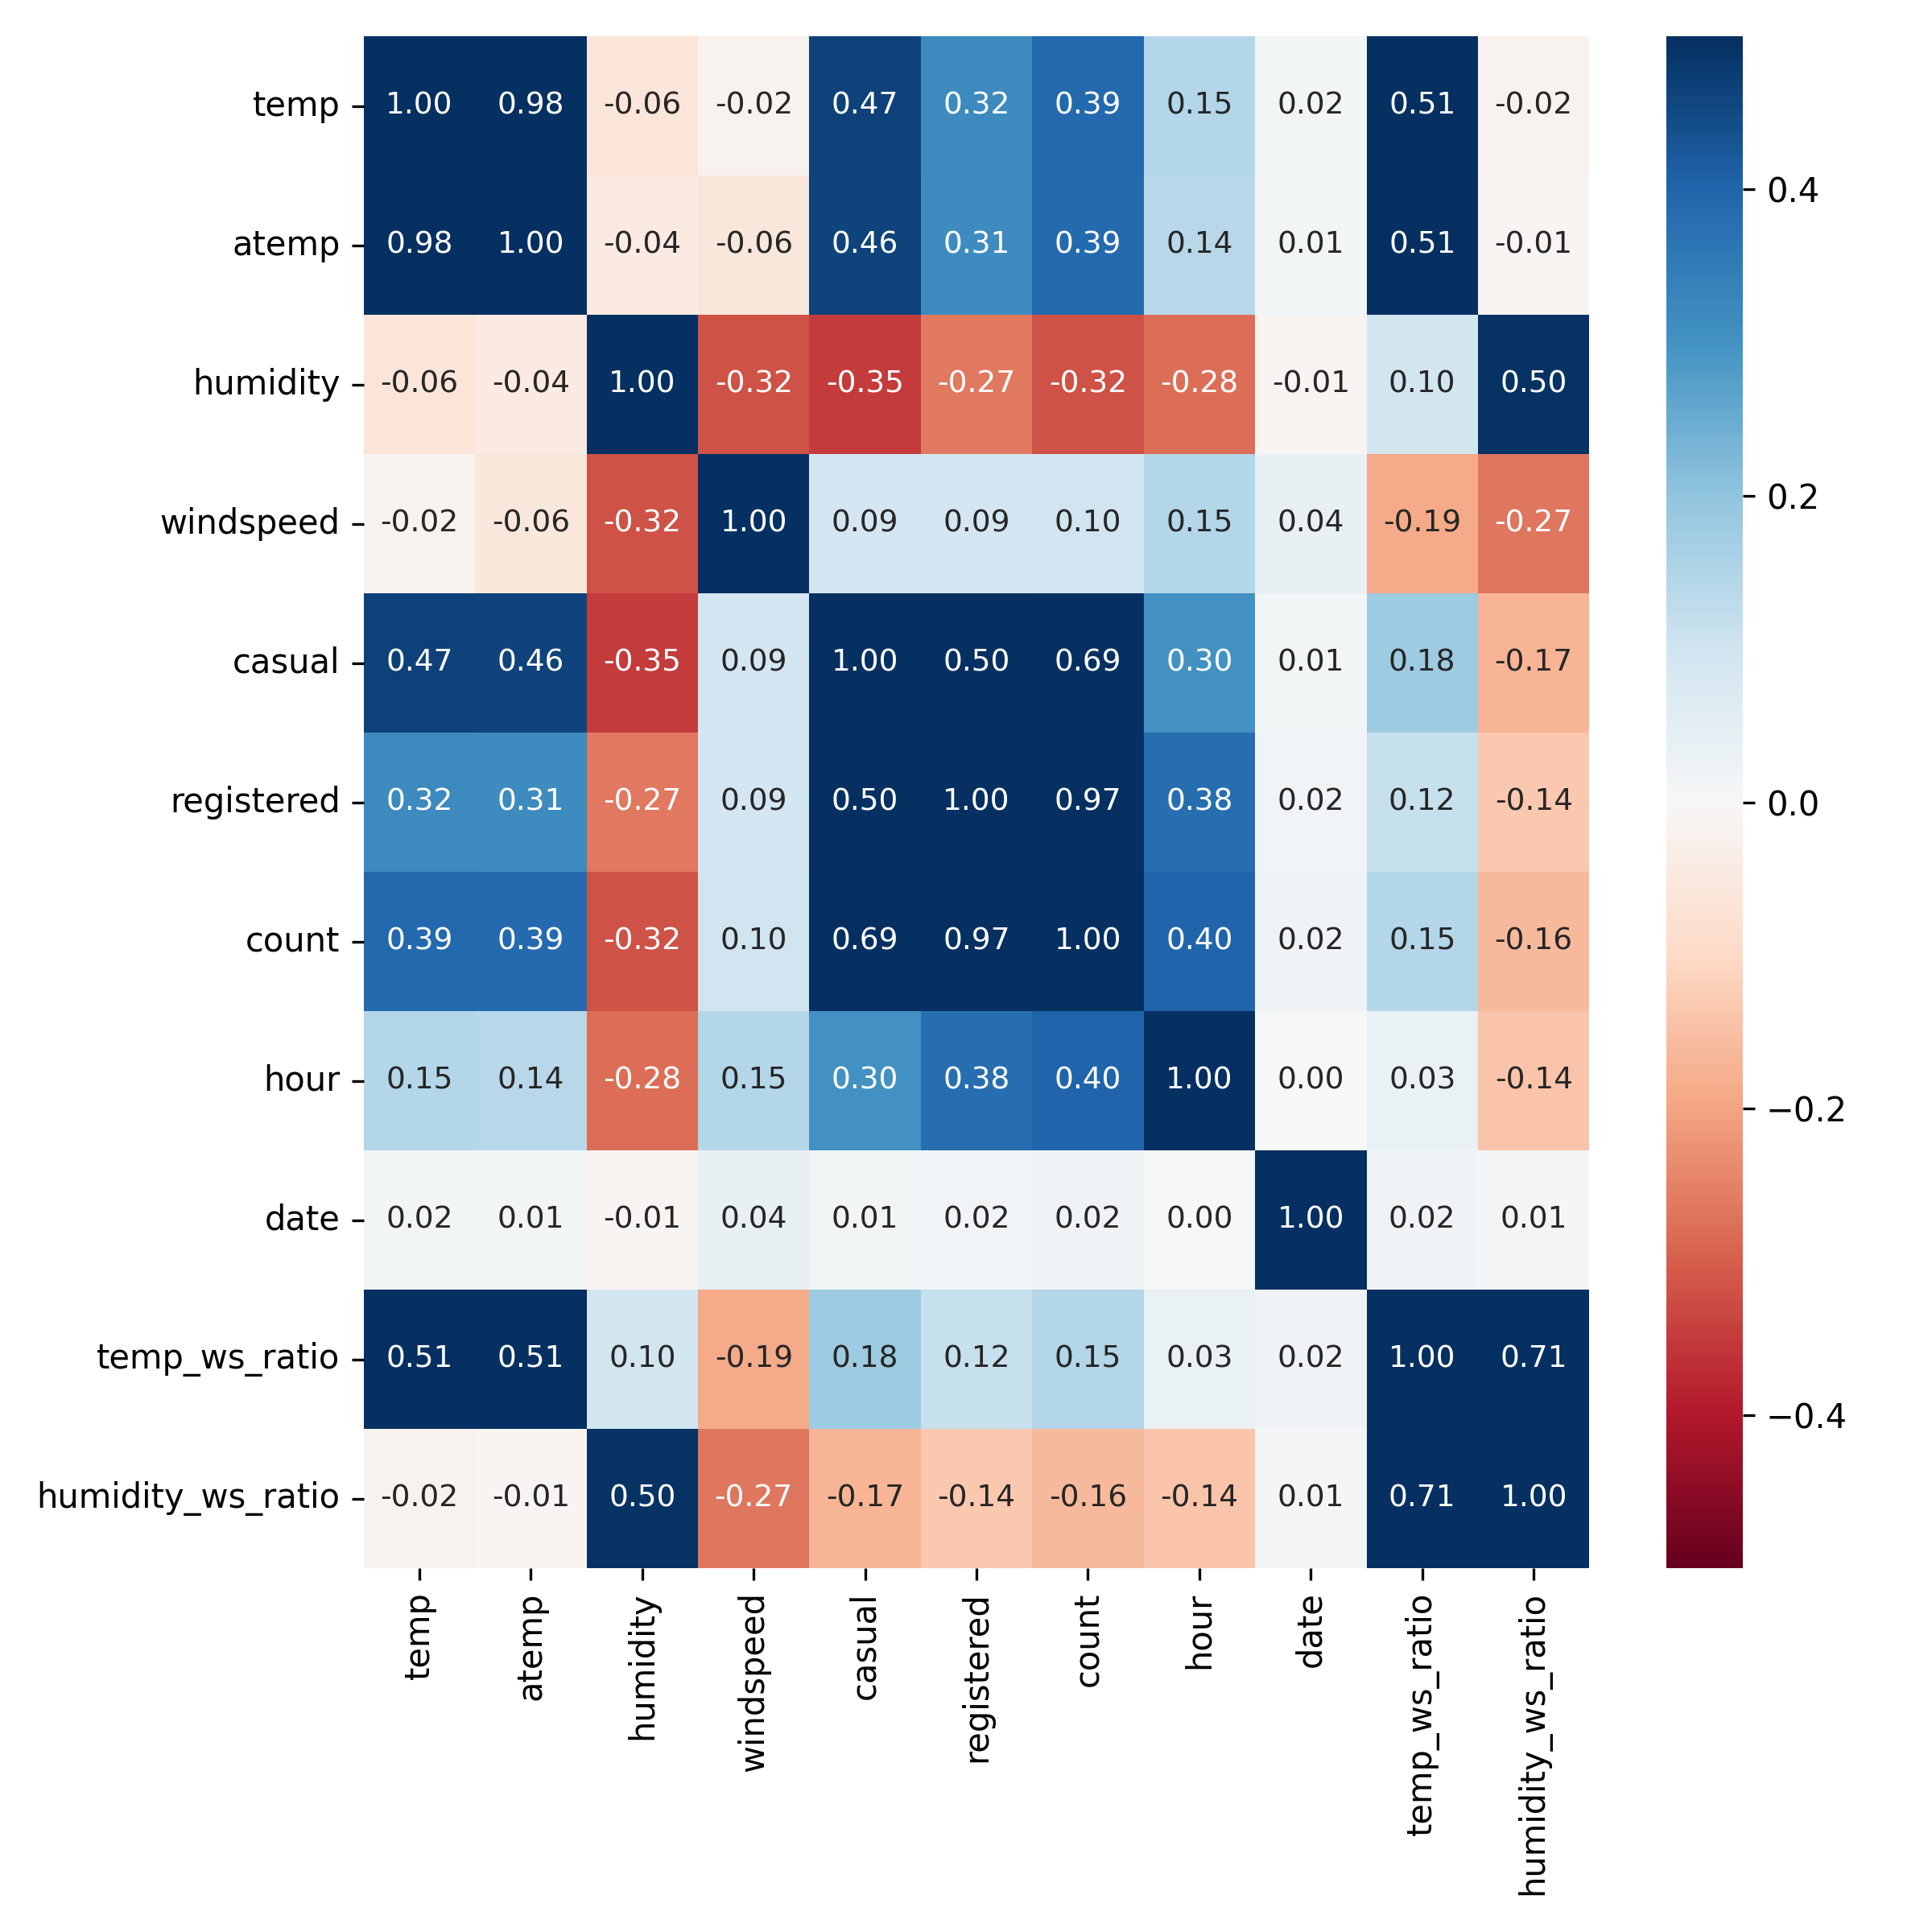 temp 1.00 0.98 -0.06 -0.02 0.47 0.32 0.39 0.15 0.02 0.51 -0.02
atemp 0.98 1.00 -0.04 -0.06 0.46 0.31 0.39 0.14 0.01 0.51 -0.01
humidity -0.06 -0.04 1.00 -0.32 -0.35 -0.27 -0.32 -0.28 -0.01 0.10 0.50
windspeed -0.02 -0.06 -0.32 1.00 0.09 0.09 0.10 0.15 0.04 -0.19 -0.27
casual 0.47 0.46 -0.35 0.09 1.00 0.50 0.69 0.30 0.01 0.18 -0.17
registered 0.32 0.31 -0.27 0.09 0.50 1.00 0.97 0.38 0.02 0.12 -0.14
count 0.39 0.39 -0.32 0.10 0.69 0.97 1.00 0.40 0.02 0.15 -0.16
hour 0.15 0.14 -0.28 0.15 0.30 0.38 0.40 1.00 0.00 0.03 -0.14
date 0.02 0.01 -0.01 0.04 0.01 0.02 0.02 0.00 1.00 0.02 0.01
temp_ws_ratio 0.51 0.51 0.10 -0.19 0.18 0.12 0.15 0.03 0.02 1.00 0.71
humidity_ws_ratio -0.02 -0.01 0.50 -0.27 -0.17 -0.14 -0.16 -0.14 0.01 0.71 1.00
temp
atemp
humidity
windspeed
casual
registered
count
hour
date
temp_ws_ratio
humidity_ws_ratio
0.4
0.2
0.0
−0.2
−0.4